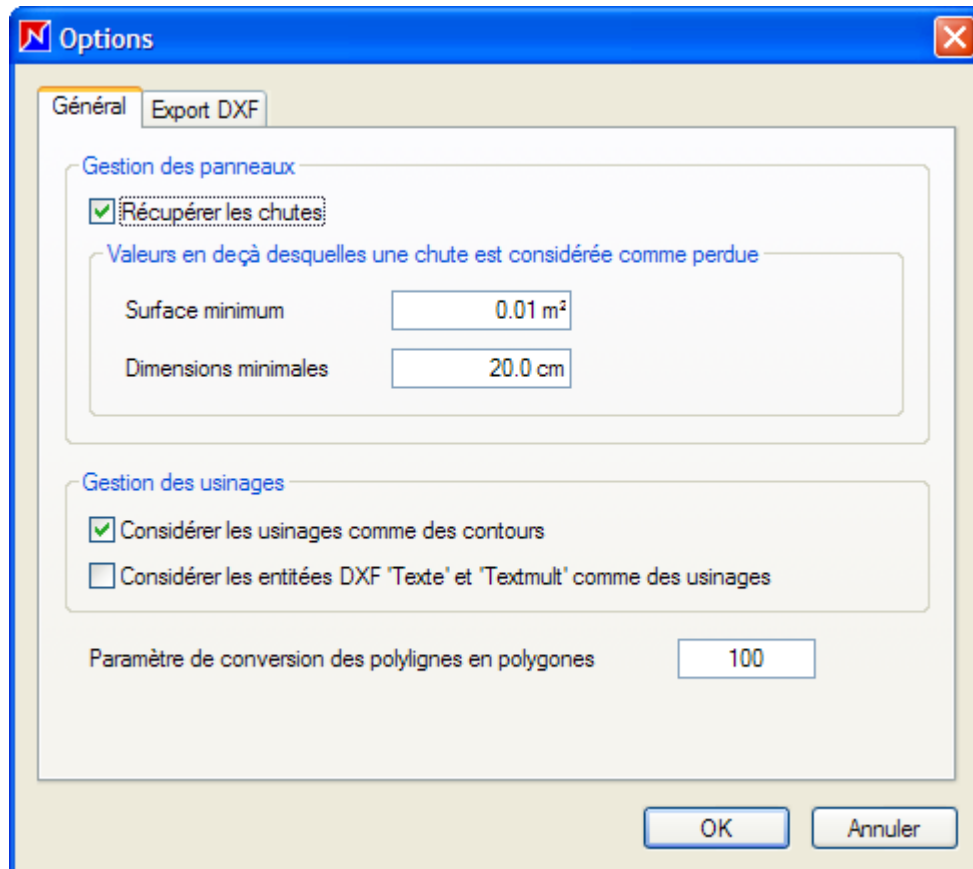 Options
Général
Export DXF
Gestion des panneaux
Récupérer les chutes
Valeurs en deçà desquelles une chute est considérée comme perdue
Surface minimum 0.01 m²
Dimensions minimales 20.0 cm
Gestion des usinages
Considérer les usinages comme des contours
Considérer les entitées DXF 'Texte' et 'Textmult' comme des usinages
Paramètre de conversion des polylignes en polygones 100
OK
Annuler